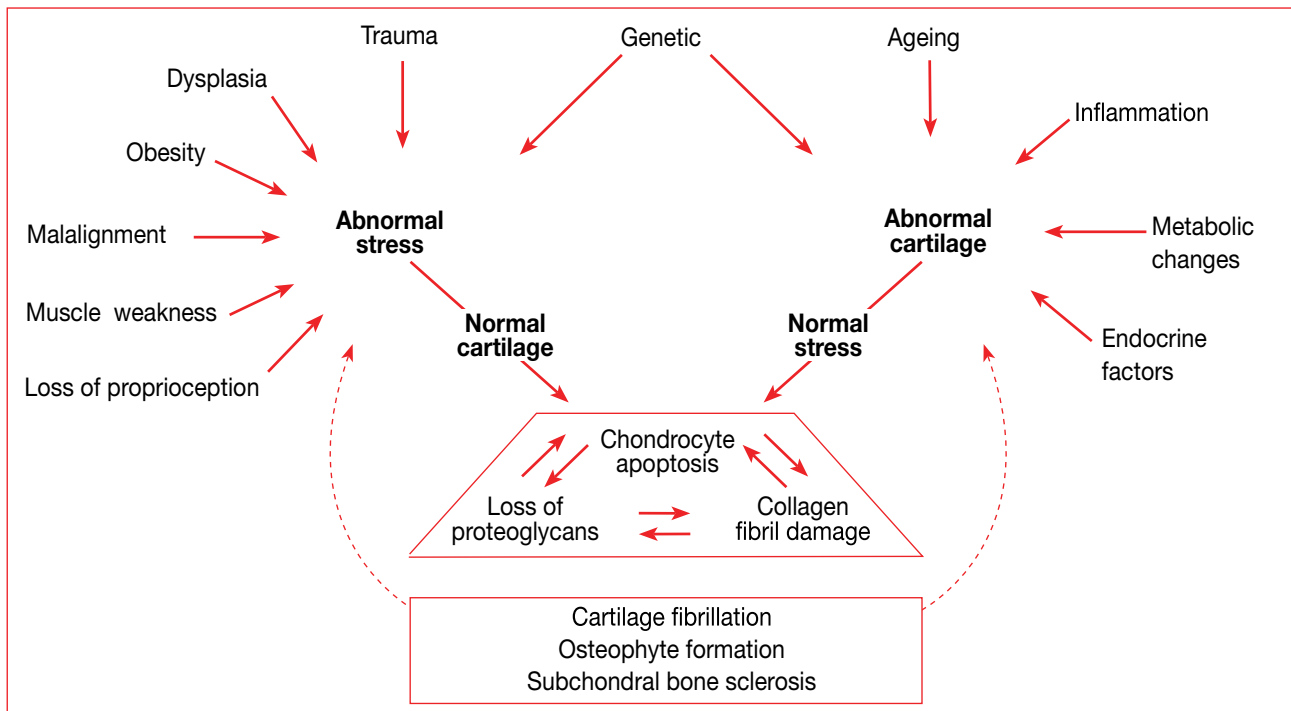 Trauma
Genetic
Ageing
Dysplasia
Inflammation
Obesity
Abnormal
stress
Abnormal
cartilage
Malalignment
Metabolic
changes
Muscle weakness
Normal
cartilage
Normal
stress
Endocrine
factors
Loss of proprioception
Chondrocyte
apoptosis
Loss of
proteoglycans
Collagen
fibril damage
Cartilage fibrillation
Osteophyte formation
Subchondral bone sclerosis